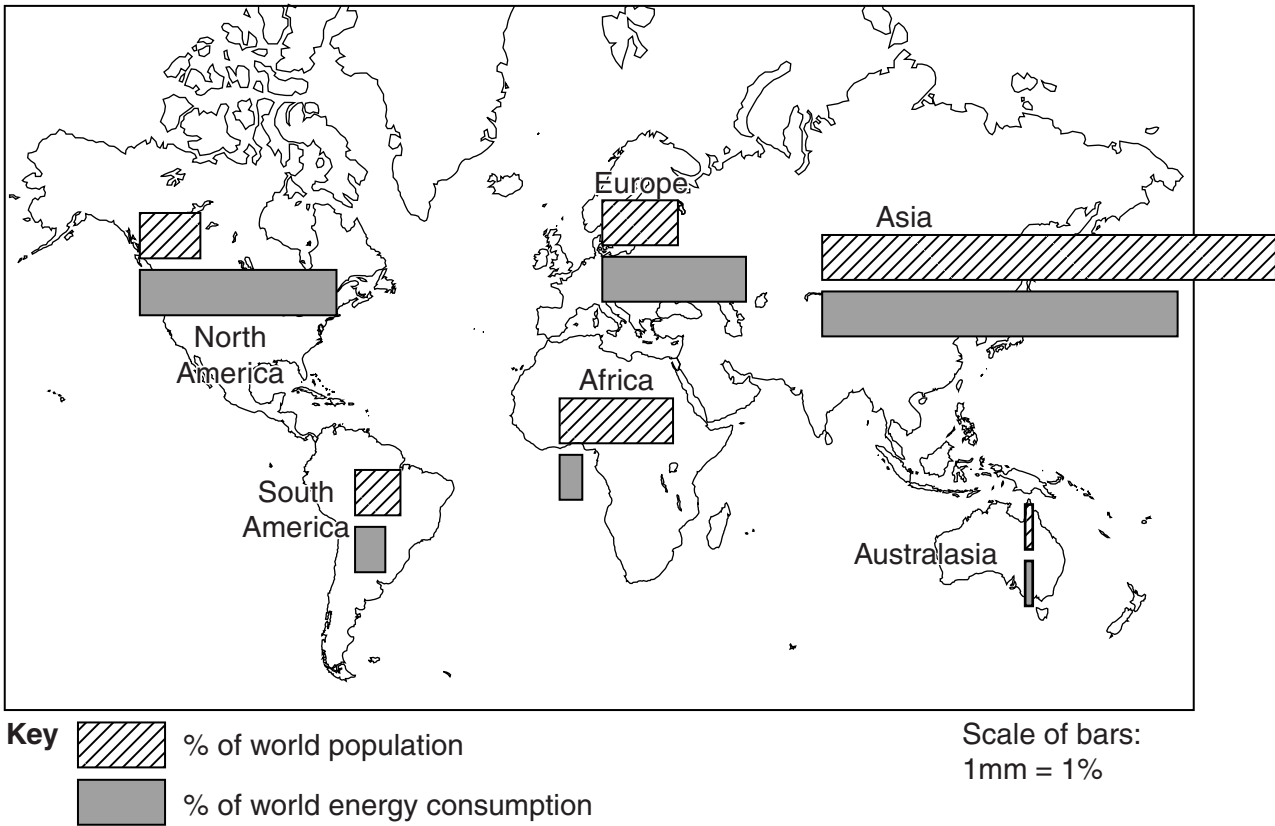 Europe
Asia
North
America
Africa
South
America
Australasia
Key
% of world population
% of world energy consumption
Scale of bars:
1mm = 1%